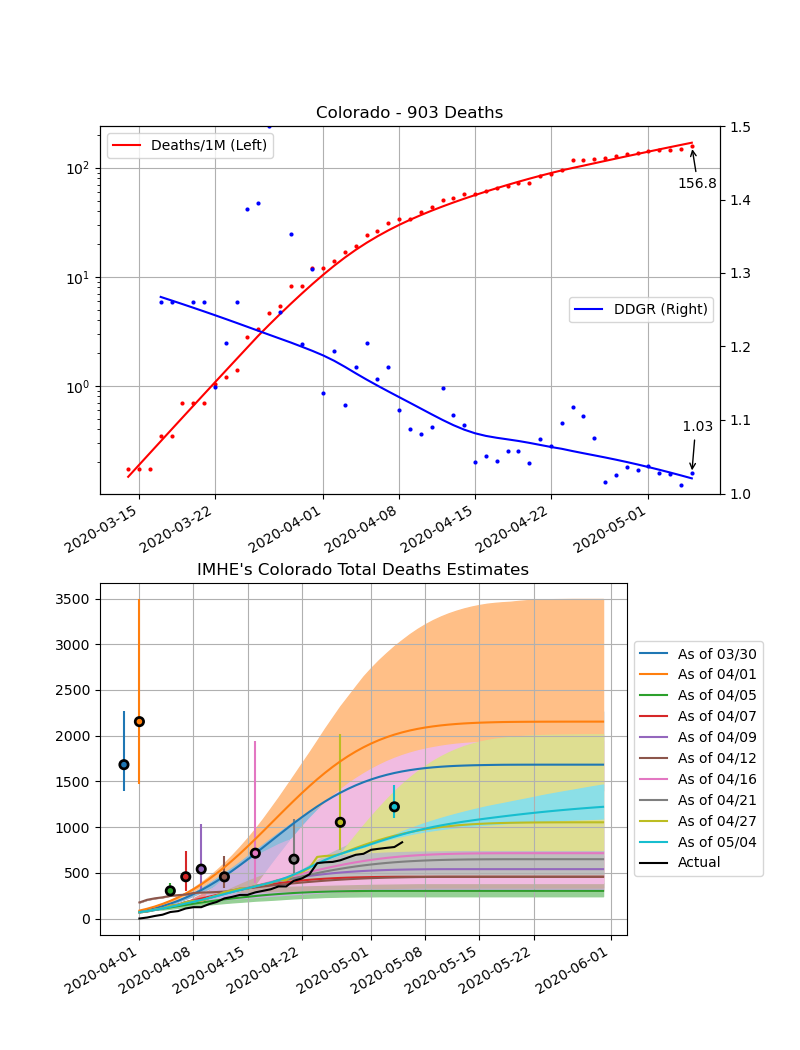 Colorado - 903 Deaths
Deaths/1M (Left)
DDGR (Right)
156.8
1.03
10²
10¹
10⁰
1.5
1.4
1.3
1.2
1.1
1.0
2020-03-15
2020-03-22
2020-04-01
2020-04-08
2020-04-15
2020-04-22
2020-05-01
IMHE's Colorado Total Deaths Estimates
3500
3000
2500
2000
1500
1000
500
0
2020-04-01
2020-04-08
2020-04-15
2020-04-22
2020-05-01
2020-05-08
2020-05-15
2020-05-22
2020-06-01
As of 03/30
As of 04/01
As of 04/05
As of 04/07
As of 04/09
As of 04/12
As of 04/16
As of 04/21
As of 04/27
As of 05/04
Actual